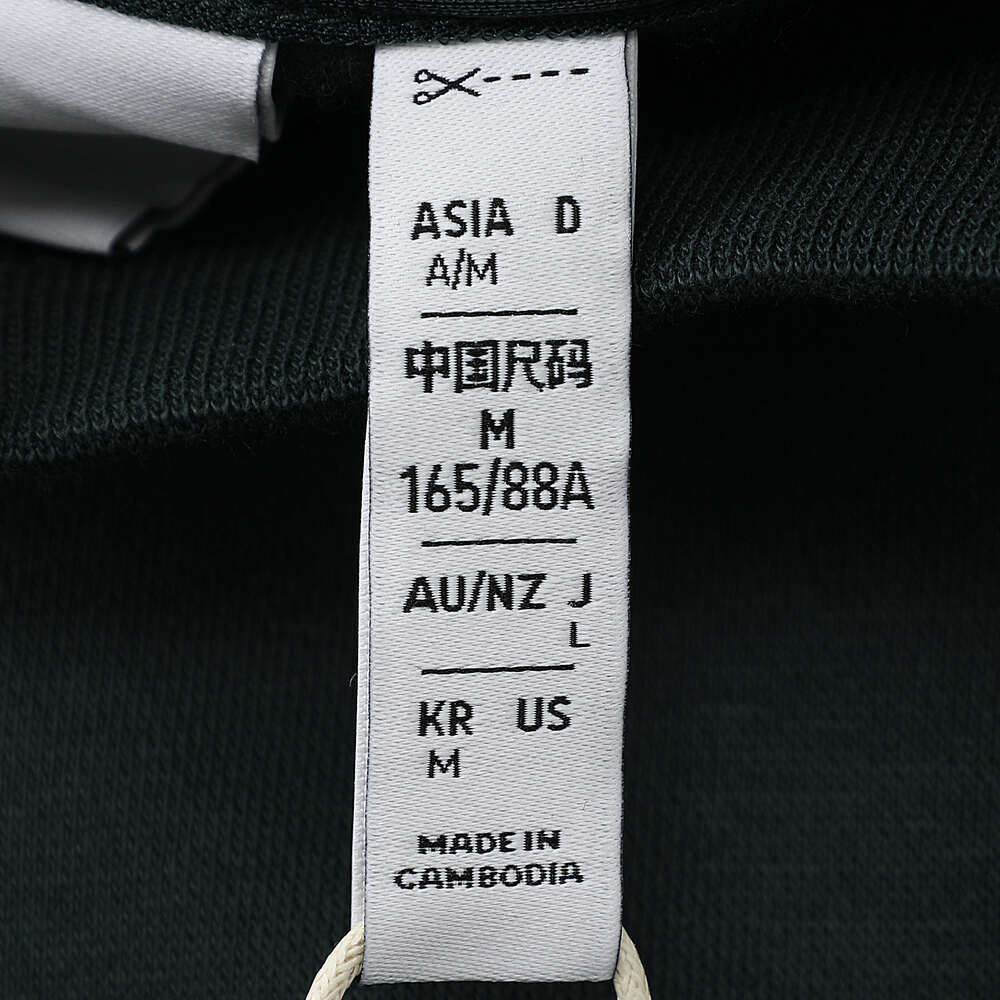 ASIA D
A/M
中国尺码
M
165/88A
AU/NZ J
L
KR US
M
MADE IN
CAMBODIA